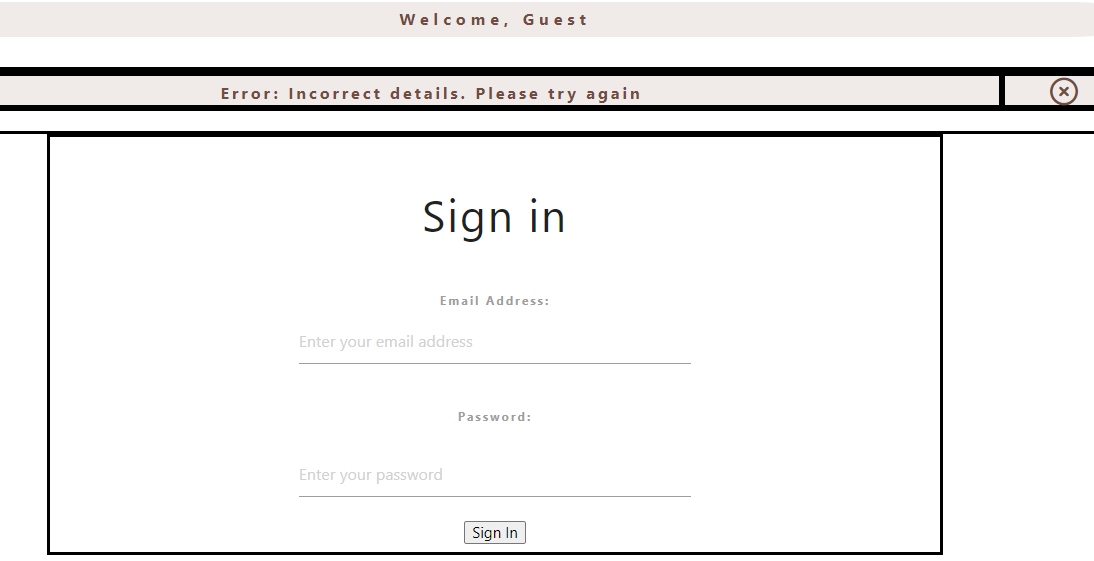 Welcome, Guest
Error: Incorrect details. Please try again
Sign in
Email Address:
Enter your email address
Password:
Enter your password
Sign In